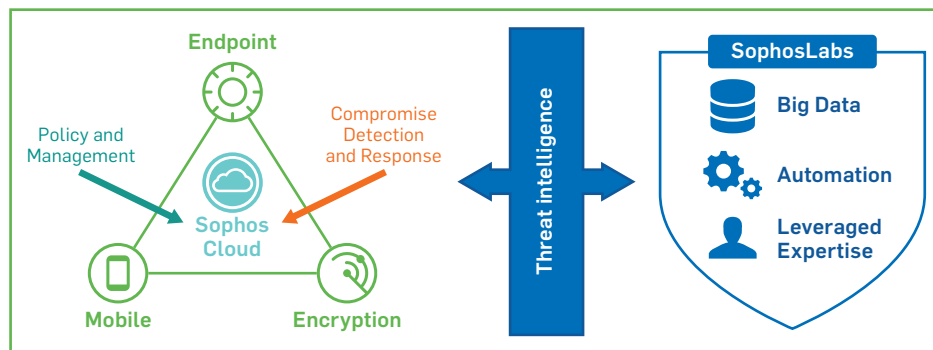 Endpoint
Policy and
Management
Compromise
Detection
and Response
Sophos
Cloud
Mobile
Encryption
Threat intelligence
SophosLabs
Big Data
Automation
Leveraged
Expertise